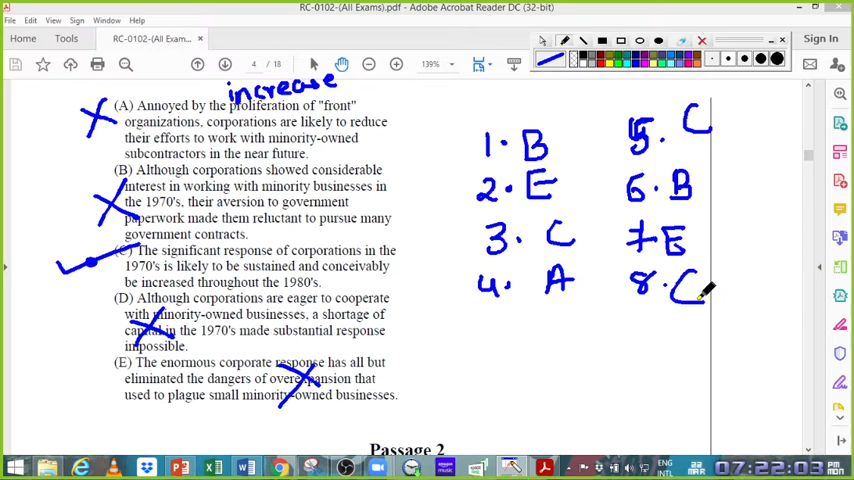 RC-0102-(All Exams).pdf - Adobe Acrobat Reader DC (32-bit)
File Edit View Sign Window Help
Home Tools RC-0102-(All Exam... × Sign In
4 / 18 139%
increase
(A) Annoyed by the proliferation of "front"
organizations, corporations are likely to reduce
their efforts to work with minority-owned
subcontractors in the near future.
(B) Although corporations showed considerable
interest in working with minority businesses in
the 1970's, their aversion to government
paperwork made them reluctant to pursue many
government contracts.
(C) The significant response of corporations in the
1970's is likely to be sustained and conceivably
be increased throughout the 1980's.
(D) Although corporations are eager to cooperate
with minority-owned businesses, a shortage of
capital in the 1970's made substantial response
impossible.
(E) The enormous corporate response has all but
eliminated the dangers of overexpansion that
used to plague small minority-owned businesses.
Passage 2
1. B
2. E
3. C
4. A
5. C
6. B
7 E
8. C
amazon music
ENG
INTL
22
MAR
07:22:03 PM
MON